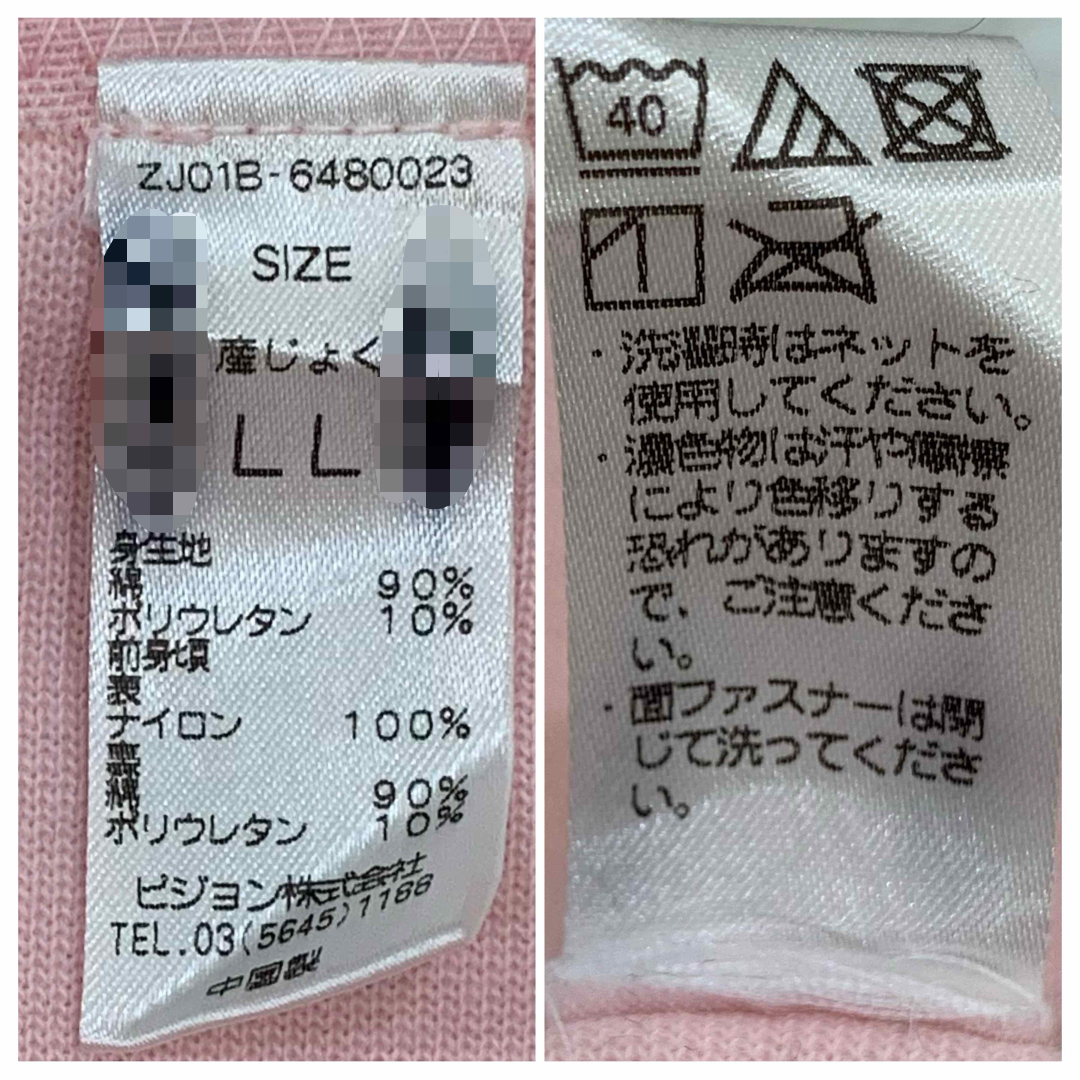 ZJ01B-6480023
SIZE
産じょく
LL
身生地
綿 90%
ポリウレタン 10%
前身頃
表
ナイロン 100%
裏
綿 90%
ポリウレタン 10%
ピジョン株式会社
TEL.03(5645)1188
中国製
40
・洗濯時はネットを
使用してください。
・濃色物は汗や摩擦
により色移りする
恐れがありますの
で、ご注意くださ
い。
・面ファスナーは閉
じて洗ってくださ
い。